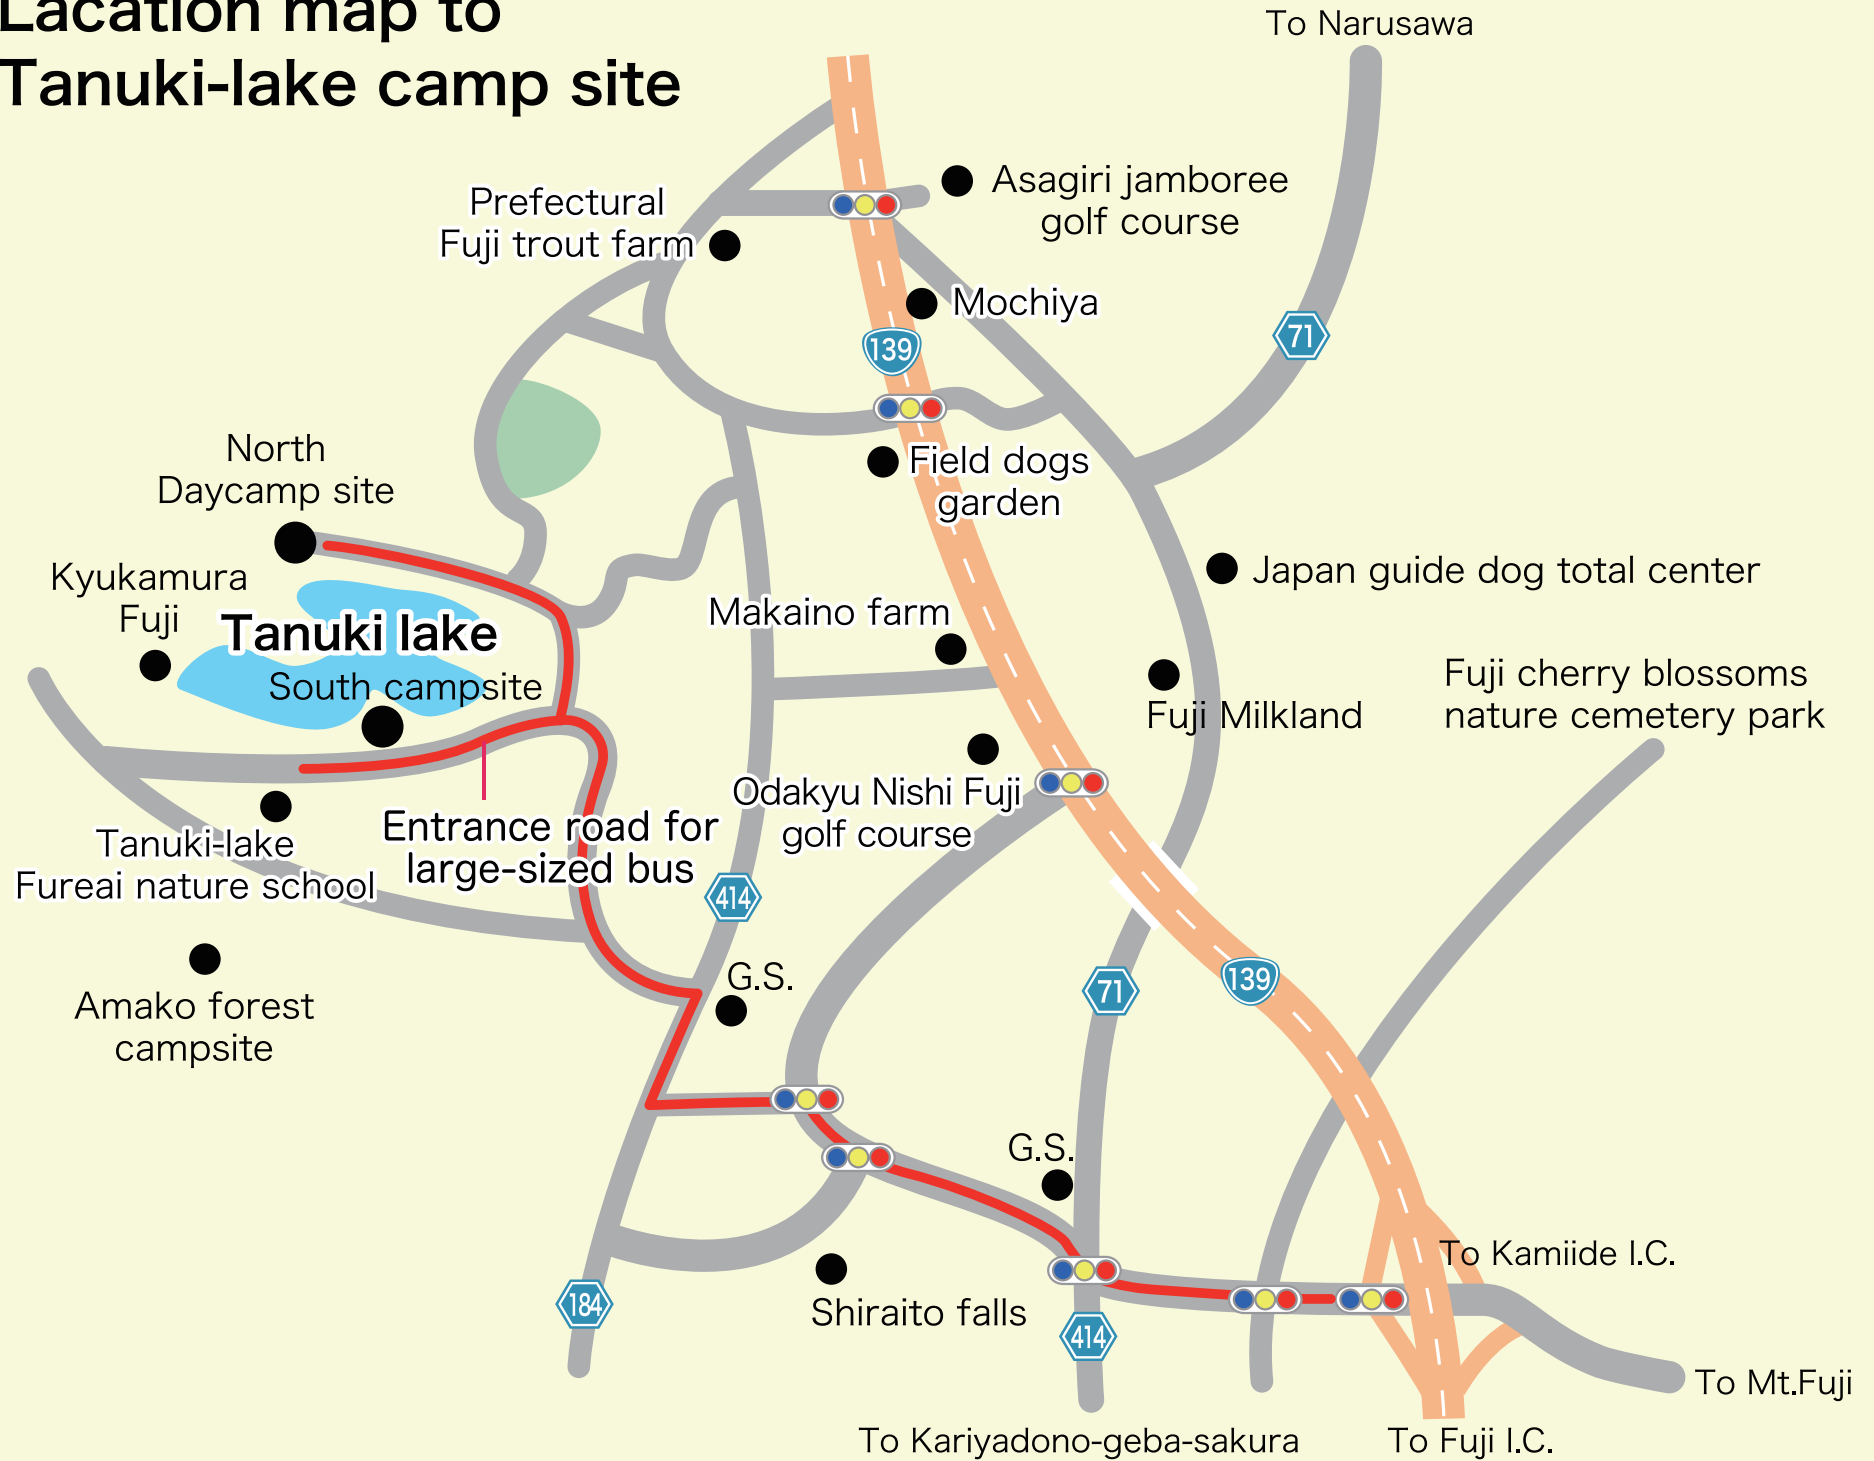 Lacation map to
Tanuki-lake camp site
To Narusawa
Prefectural
Fuji trout farm
Asagiri jamboree
golf course
Mochiya
139
71
North
Daycamp site
Field dogs
garden
Kyukamura
Fuji
Tanuki lake
South campsite
Makaino farm
Japan guide dog total center
Fuji Milkland
Fuji cherry blossoms
nature cemetery park
Odakyu Nishi Fuji
golf course
Entrance road for
large-sized bus
Tanuki-lake
Fureai nature school
414
G.S.
71
139
Amako forest
campsite
G.S.
To Kamiide I.C.
184
Shiraito falls
414
To Mt.Fuji
To Kariyadono-geba-sakura
To Fuji I.C.